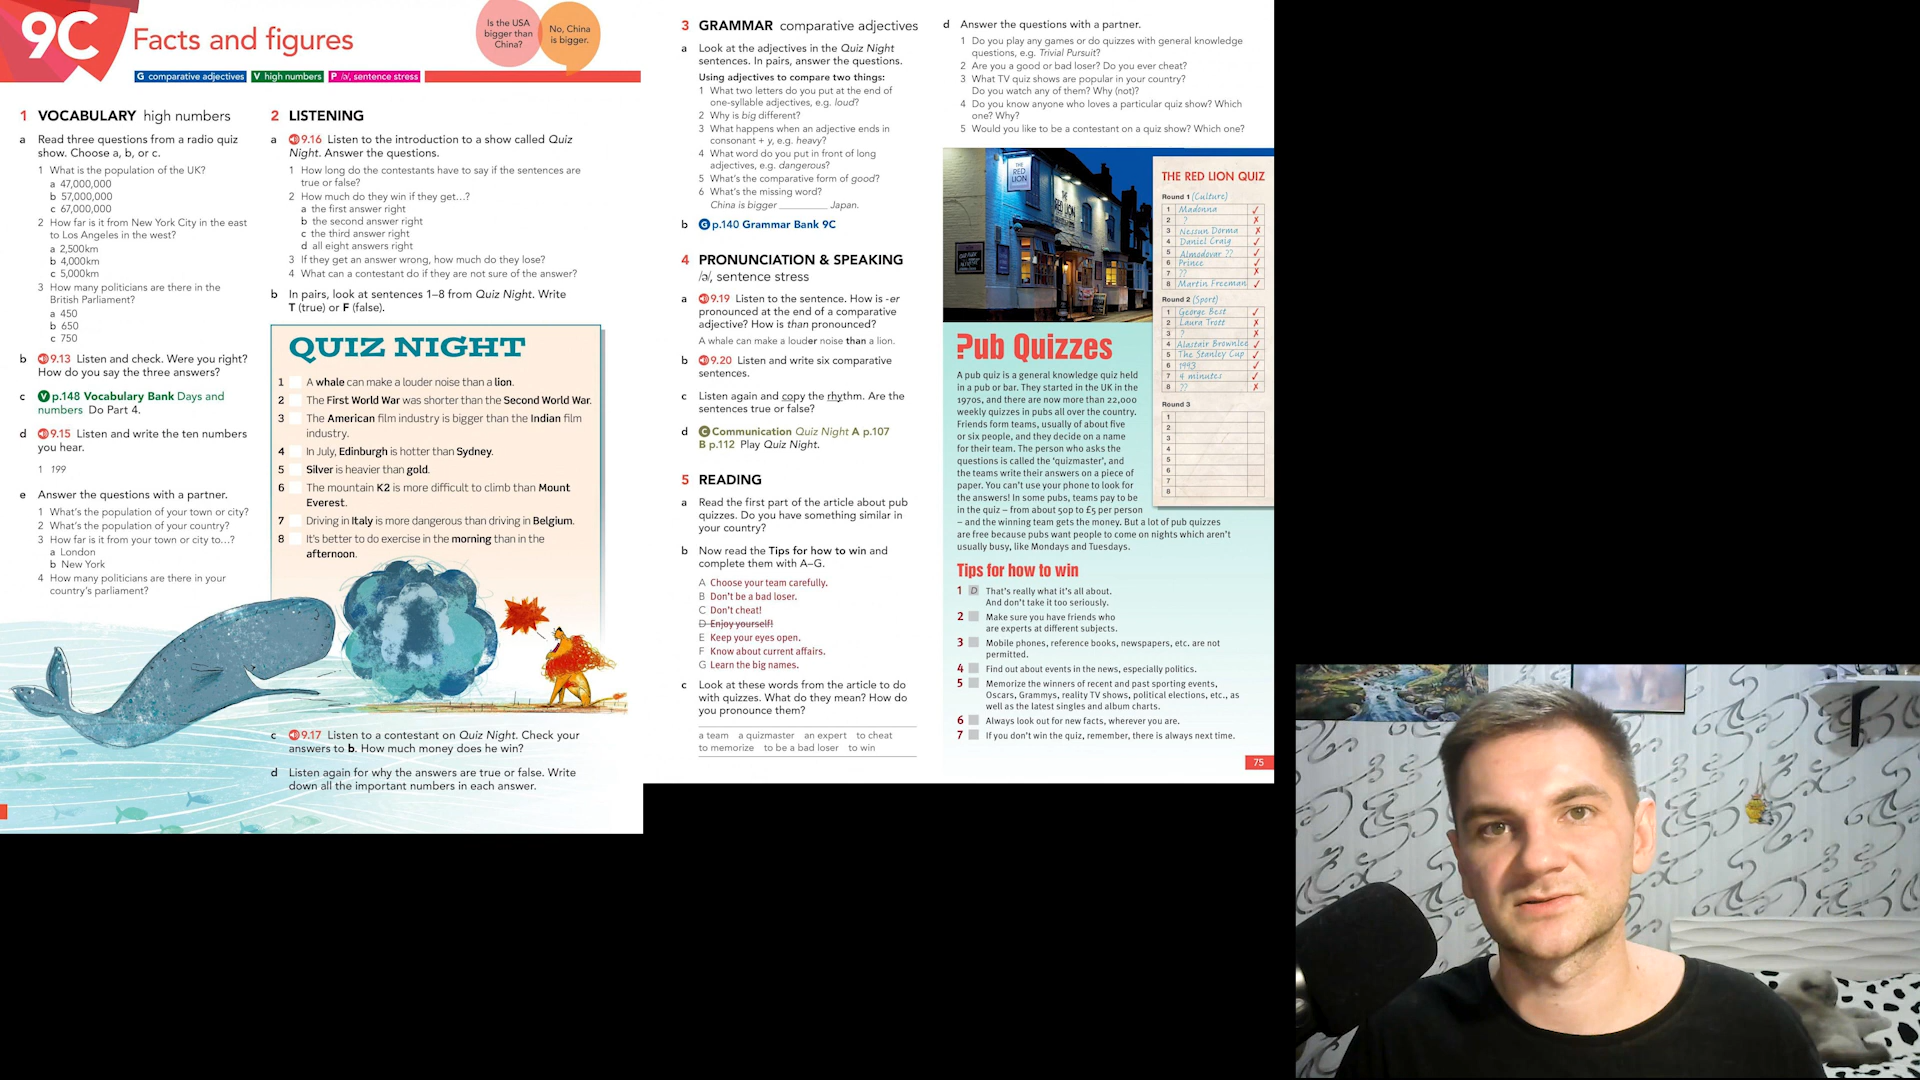 9C
Facts and figures
Is the USA
bigger than
China?
No, China
is bigger.
G comparative adjectives V high numbers P /ə/, sentence stress
1 VOCABULARY high numbers
a Read three questions from a radio quiz
show. Choose a, b, or c.
1 What is the population of the UK?
a 47,000,000
b 57,000,000
c 67,000,000
2 How far is it from New York City in the east
to Los Angeles in the west?
a 2,500km
b 4,000km
c 5,000km
3 How many politicians are there in the
British Parliament?
a 450
b 650
c 750
b 9.13 Listen and check. Were you right?
How do you say the three answers?
c V p.148 Vocabulary Bank Days and
numbers Do Part 4.
d 9.15 Listen and write the ten numbers
you hear.
1 199
e Answer the questions with a partner.
1 What's the population of your town or city?
2 What's the population of your country?
3 How far is it from your town or city to...?
a London
b New York
4 How many politicians are there in your
country's parliament?
2 LISTENING
a 9.16 Listen to the introduction to a show called Quiz
Night. Answer the questions.
1 How long do the contestants have to say if the sentences are
true or false?
2 How much do they win if they get...?
a the first answer right
b the second answer right
c the third answer right
d all eight answers right
3 If they get an answer wrong, how much do they lose?
4 What can a contestant do if they are not sure of the answer?
b In pairs, look at sentences 1–8 from Quiz Night. Write
T (true) or F (false).
QUIZ NIGHT
1 A whale can make a louder noise than a lion.
2 The First World War was shorter than the Second World War.
3 The American film industry is bigger than the Indian film
industry.
4 In July, Edinburgh is hotter than Sydney.
5 Silver is heavier than gold.
6 The mountain K2 is more difficult to climb than Mount
Everest.
7 Driving in Italy is more dangerous than driving in Belgium.
8 It's better to do exercise in the morning than in the
afternoon.
c 9.17 Listen to a contestant on Quiz Night. Check your
answers to b. How much money does he win?
d Listen again for why the answers are true or false. Write
down all the important numbers in each answer.
3 GRAMMAR comparative adjectives
a Look at the adjectives in the Quiz Night
sentences. In pairs, answer the questions.
Using adjectives to compare two things:
1 What two letters do you put at the end of
one-syllable adjectives, e.g. loud?
2 Why is big different?
3 What happens when an adjective ends in
consonant + y, e.g. heavy?
4 What word do you put in front of long
adjectives, e.g. dangerous?
5 What's the comparative form of good?
6 What's the missing word?
China is bigger ________ Japan.
b G p.140 Grammar Bank 9C
4 PRONUNCIATION & SPEAKING
/ə/, sentence stress
a 9.19 Listen to the sentence. How is -er
pronounced at the end of a comparative
adjective? How is than pronounced?
A whale can make a louder noise than a lion.
b 9.20 Listen and write six comparative
sentences.
c Listen again and copy the rhythm. Are the
sentences true or false?
d C Communication Quiz Night A p.107
B p.112 Play Quiz Night.
5 READING
a Read the first part of the article about pub
quizzes. Do you have something similar in
your country?
b Now read the Tips for how to win and
complete them with A–G.
A Choose your team carefully.
B Don't be a bad loser.
C Don't cheat!
D Enjoy yourself!
E Keep your eyes open.
F Know about current affairs.
G Learn the big names.
c Look at these words from the article to do
with quizzes. What do they mean? How do
you pronounce them?
a team a quizmaster an expert to cheat
to memorize to be a bad loser to win
d Answer the questions with a partner.
1 Do you play any games or do quizzes with general knowledge
questions, e.g. Trivial Pursuit?
2 Are you a good or bad loser? Do you ever cheat?
3 What TV quiz shows are popular in your country?
Do you watch any of them? Why (not)?
4 Do you know anyone who loves a particular quiz show? Which
one? Why?
5 Would you like to be a contestant on a quiz show? Which one?
THE
RED
LION
THE
RED LION
THE RED LION QUIZ
Round 1 (Culture)
1 Madonna ✓
2 ? ✗
3 Nessun Dorma ✗
4 Daniel Craig ✓
5 Almodovar ?? ✓
6 Prince ✓
7 ?? ✗
8 Martin Freeman ✓
Round 2 (Sport)
1 George Best ✓
2 Laura Trott ✗
3 ? ✗
4 Alastair Brownlee ✓
5 The Stanley Cup ✓
6 1993 ✓
7 4 minutes ✓
8 ?? ✗
Round 3
1
2
3
4
5
6
7
8
Pub Quizzes
A pub quiz is a general knowledge quiz held
in a pub or bar. They started in the UK in the
1970s, and there are now more than 22,000
weekly quizzes in pubs all over the country.
Friends form teams, usually of about five
or six people, and they decide on a name
for their team. The person who asks the
questions is called the 'quizmaster', and
the teams write their answers on a piece of
paper. You can't use your phone to look for
the answers! In some pubs, teams pay to be
in the quiz – from about 50p to £5 per person
– and the winning team gets the money. But a lot of pub quizzes
are free because pubs want people to come on nights which aren't
usually busy, like Mondays and Tuesdays.
Tips for how to win
1 D That's really what it's all about.
And don't take it too seriously.
2 Make sure you have friends who
are experts at different subjects.
3 Mobile phones, reference books, newspapers, etc. are not
permitted.
4 Find out about events in the news, especially politics.
5 Memorize the winners of recent and past sporting events,
Oscars, Grammys, reality TV shows, political elections, etc., as
well as the latest singles and album charts.
6 Always look out for new facts, wherever you are.
7 If you don't win the quiz, remember, there is always next time.
75